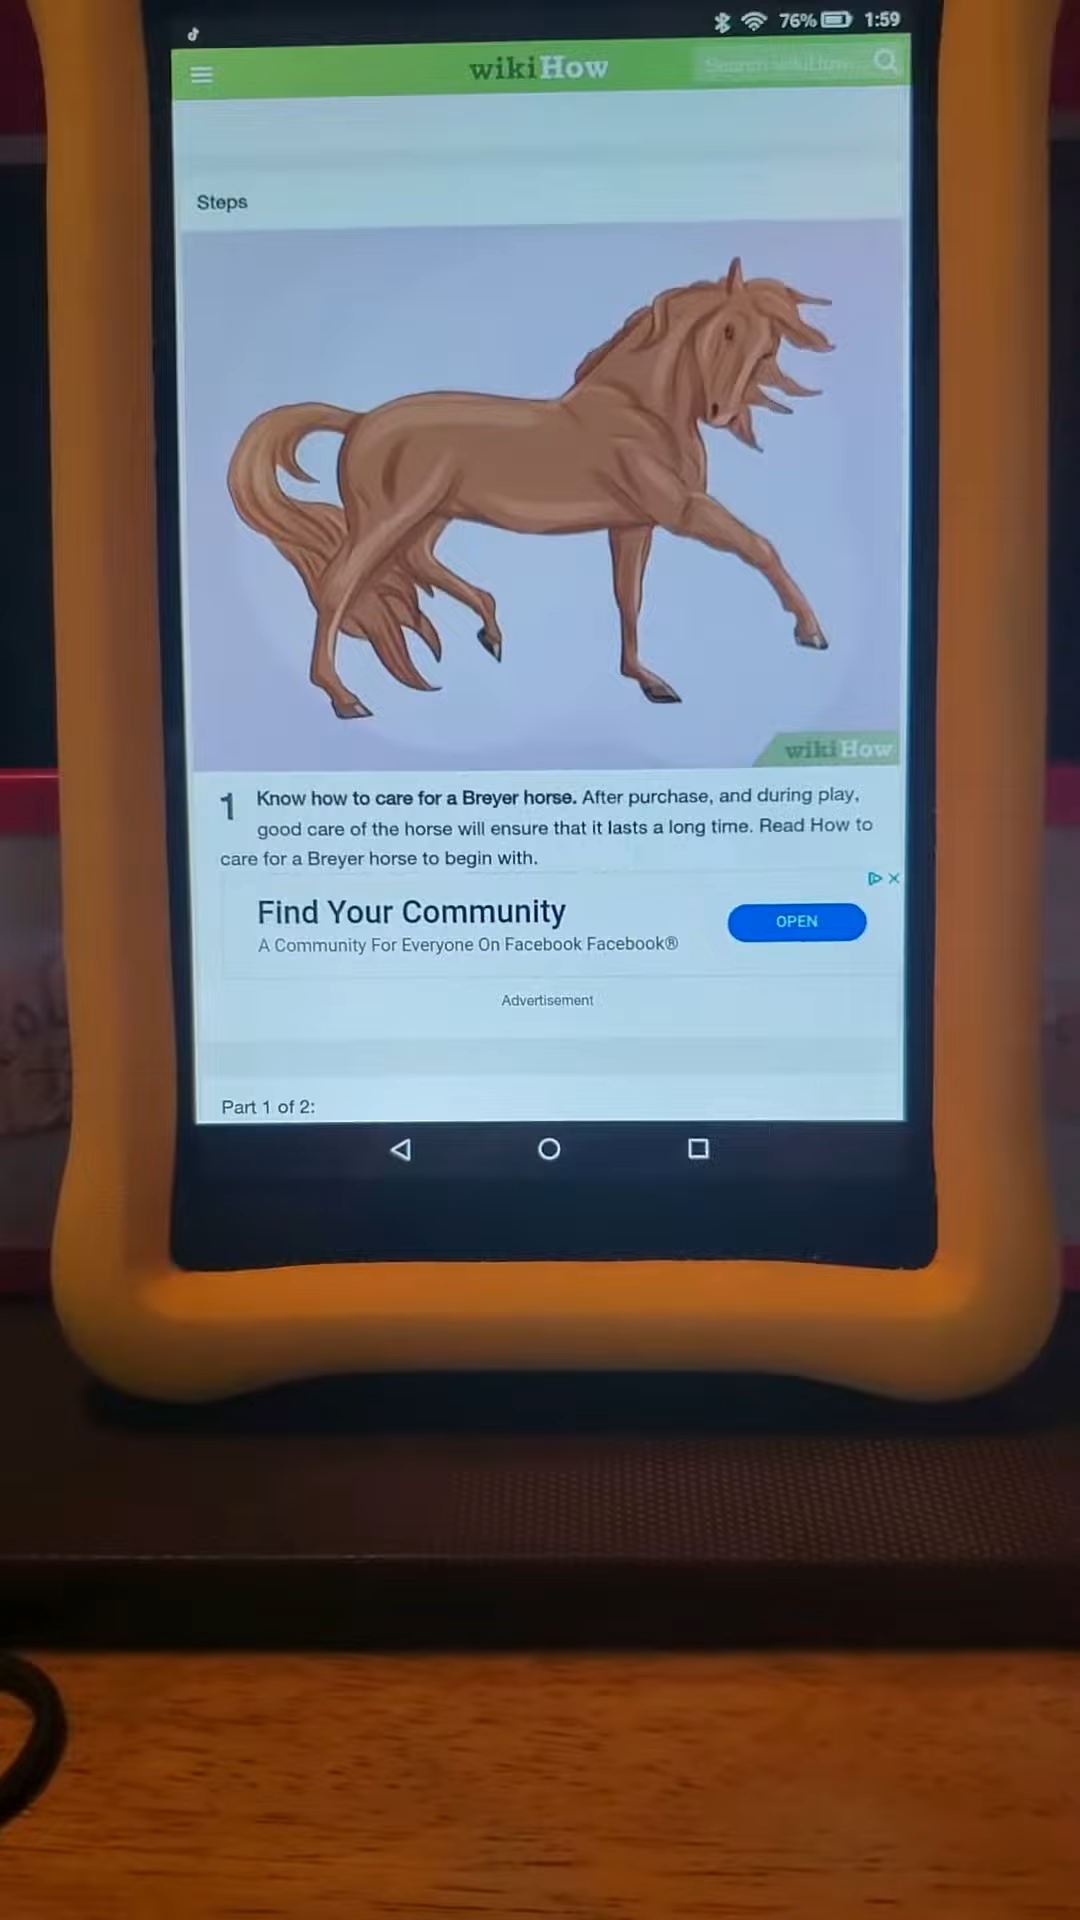 76% 1:59
wikiHow Search wikiHow...
Steps
wikiHow
1 Know how to care for a Breyer horse. After purchase, and during play,
good care of the horse will ensure that it lasts a long time. Read How to
care for a Breyer horse to begin with.
Find Your Community
OPEN
A Community For Everyone On Facebook Facebook®
Advertisement
Part 1 of 2: